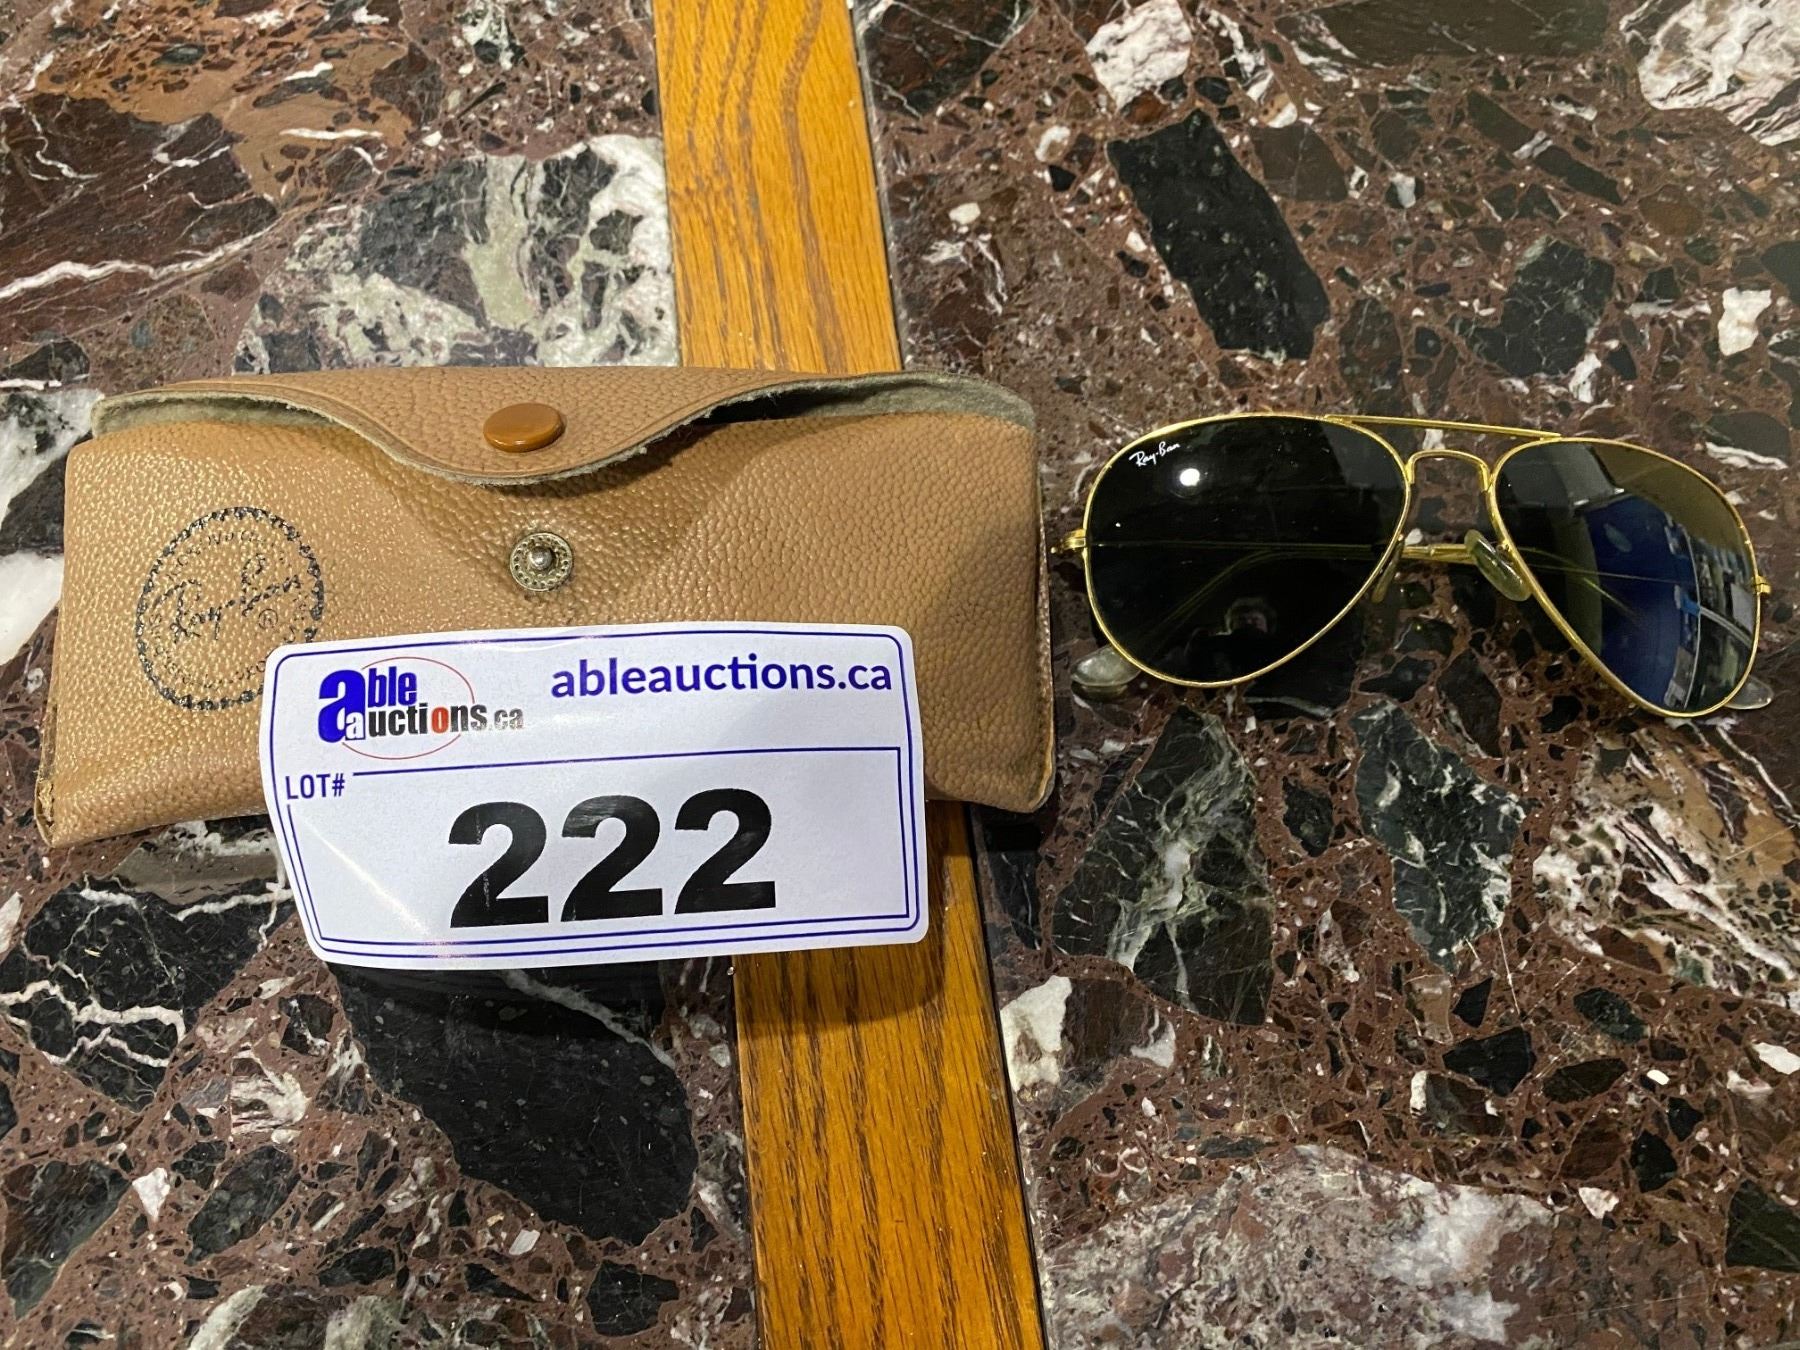 Ray-Ban
Ray-Ban®
able auctions.ca
ableauctions.ca
LOT#
222